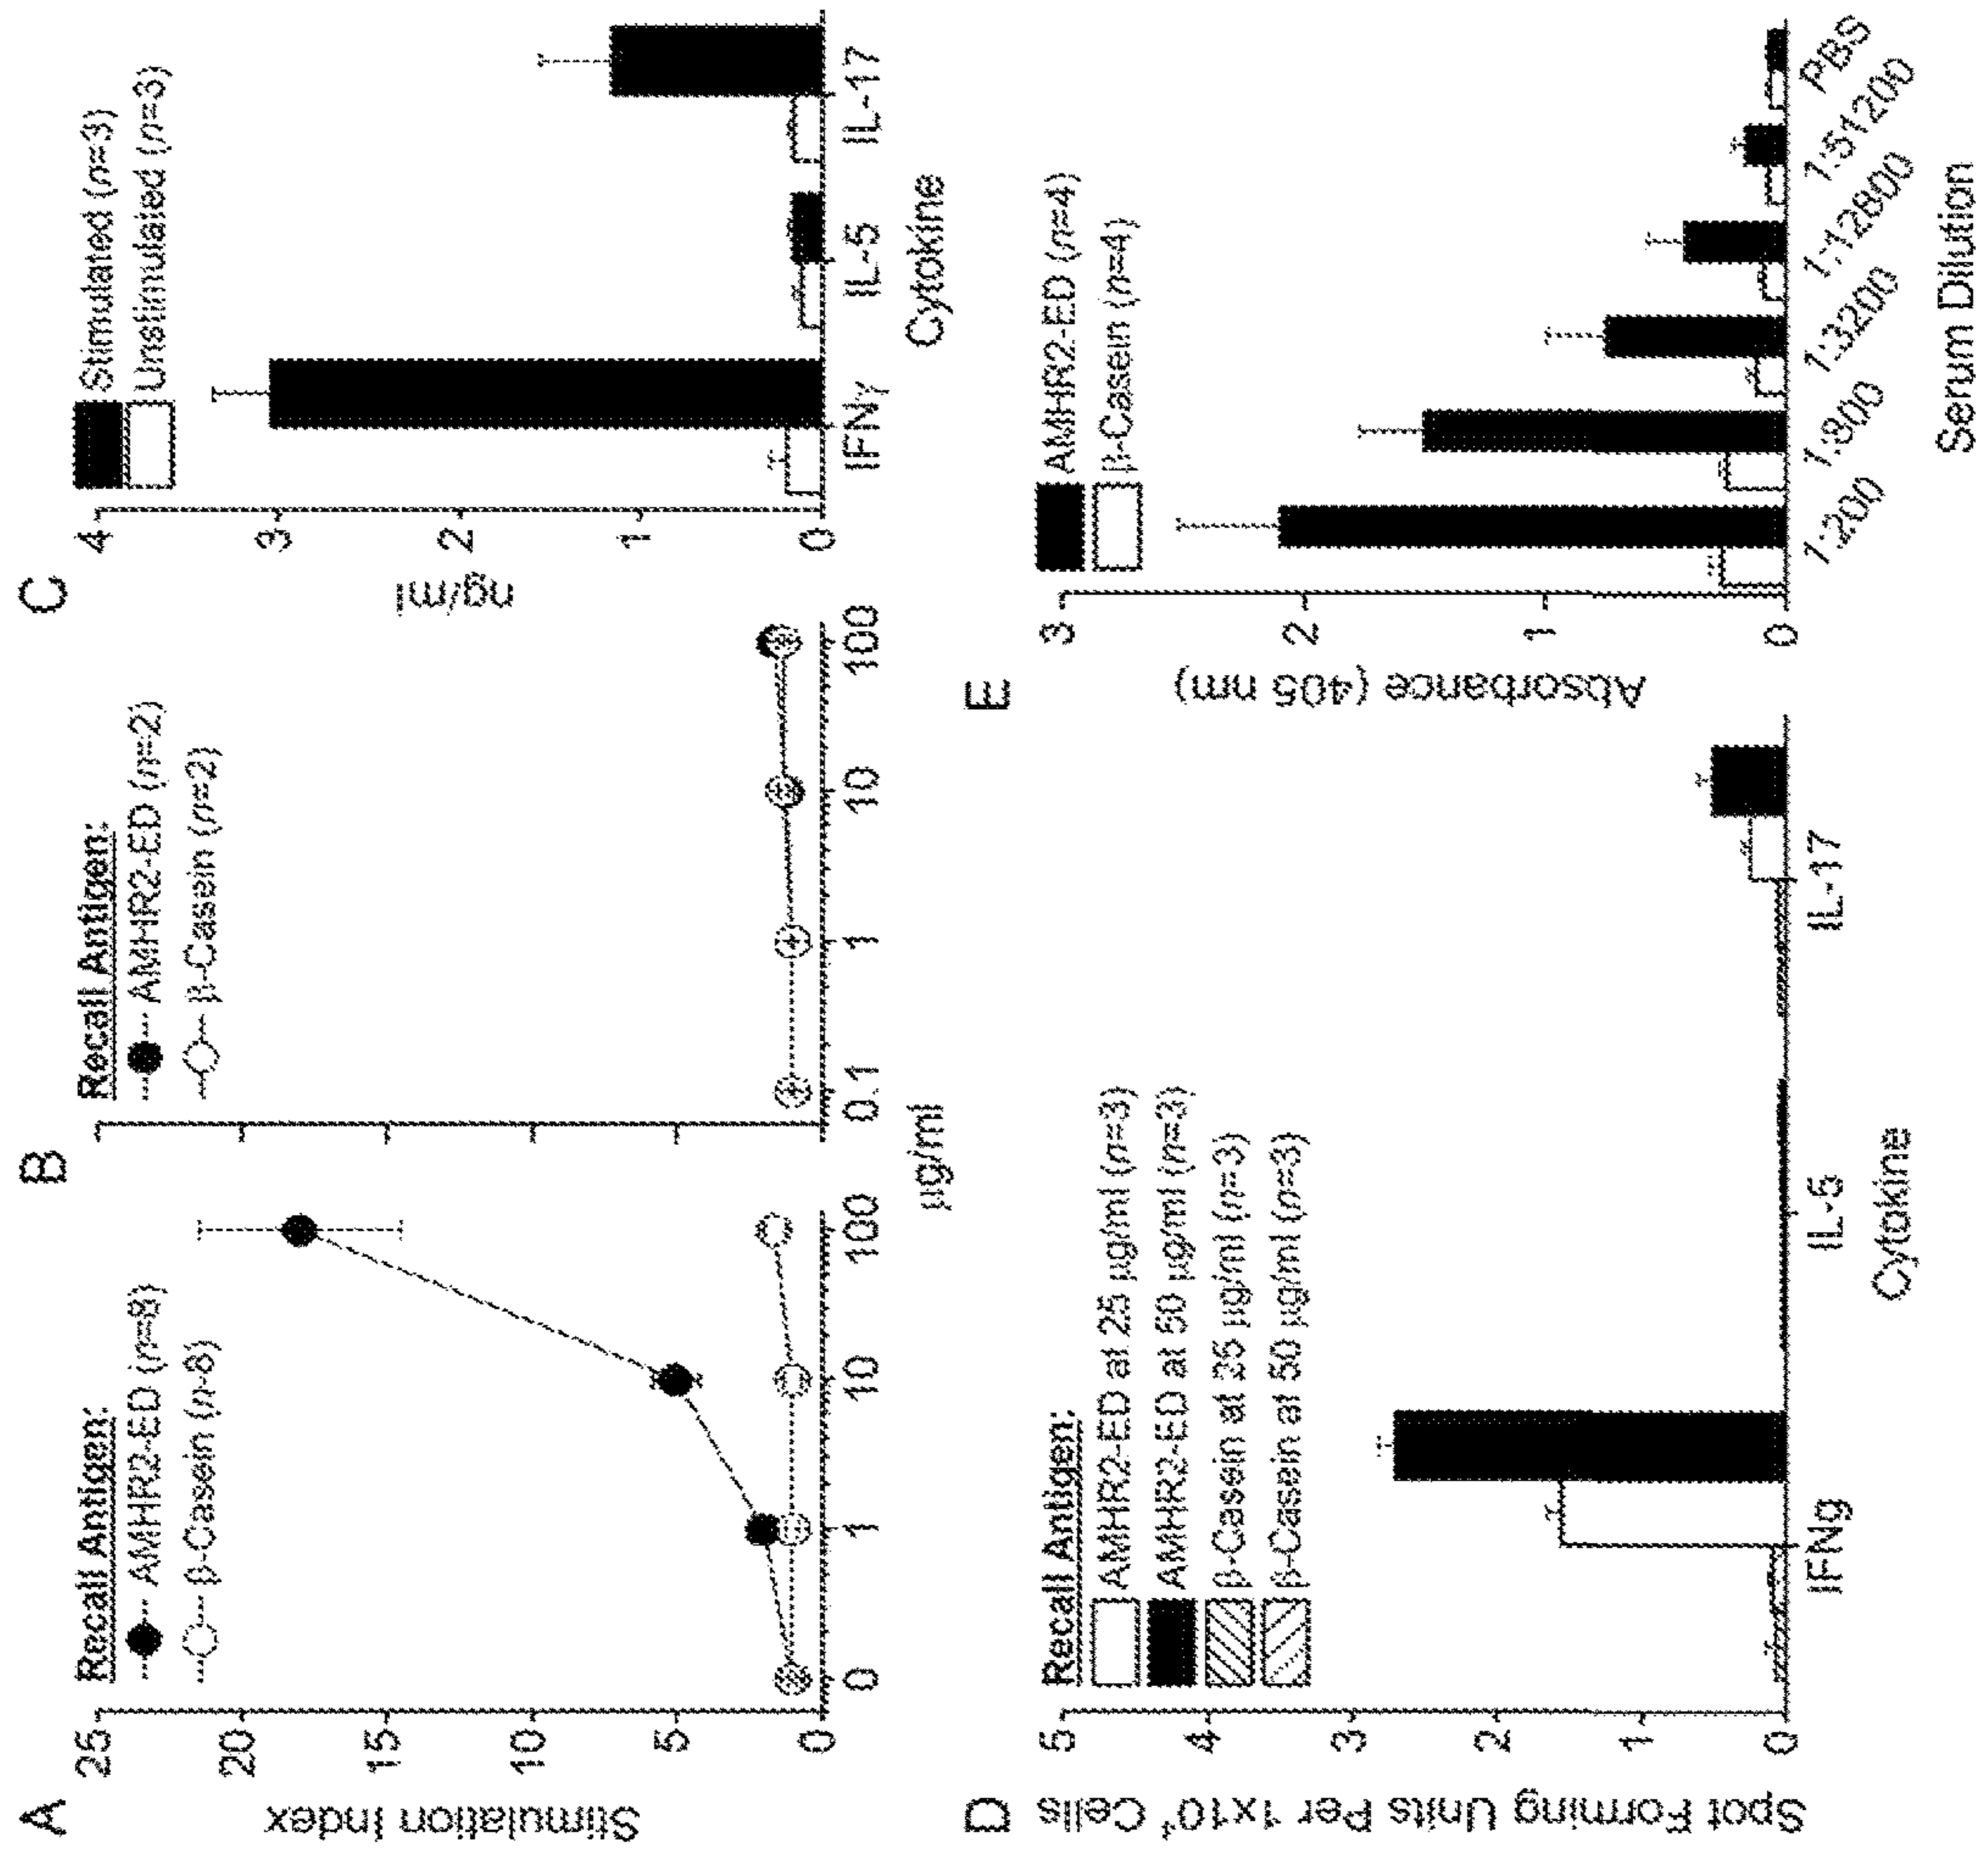 A
Stimulation Index
25
20
15
10
5
0
Recall Antigen:
AMHR2-ED (n=8)
β-Casein (n-8)
0
1
10
100
B
Recall Antigen:
AMHR2-ED (n=2)
β-Casein (n=2)
0.1
1
10
100
µg/ml
C
ng/ml
4
3
2
1
0
Stimulated (n=3)
Unstimulated (n=3)
IFNγ
IL-5
IL-17
Cytokine
D
Spot Forming Units Per 1x10⁴ Cells
5
4
3
2
1
0
Recall Antigen:
AMHR2-ED at 25 µg/ml (n=3)
AMHR2-ED at 50 µg/ml (n=3)
β-Casein at 25 µg/ml (n=3)
β-Casein at 50 µg/ml (n=3)
IFNg
IL-5
IL-17
Cytokine
E
Absorbance (405 nm)
3
2
1
0
AMHR2-ED (n=4)
β-Casein (n=4)
1:200
1:800
1:3200
1:12800
1:51200
PBS
Serum Dilution